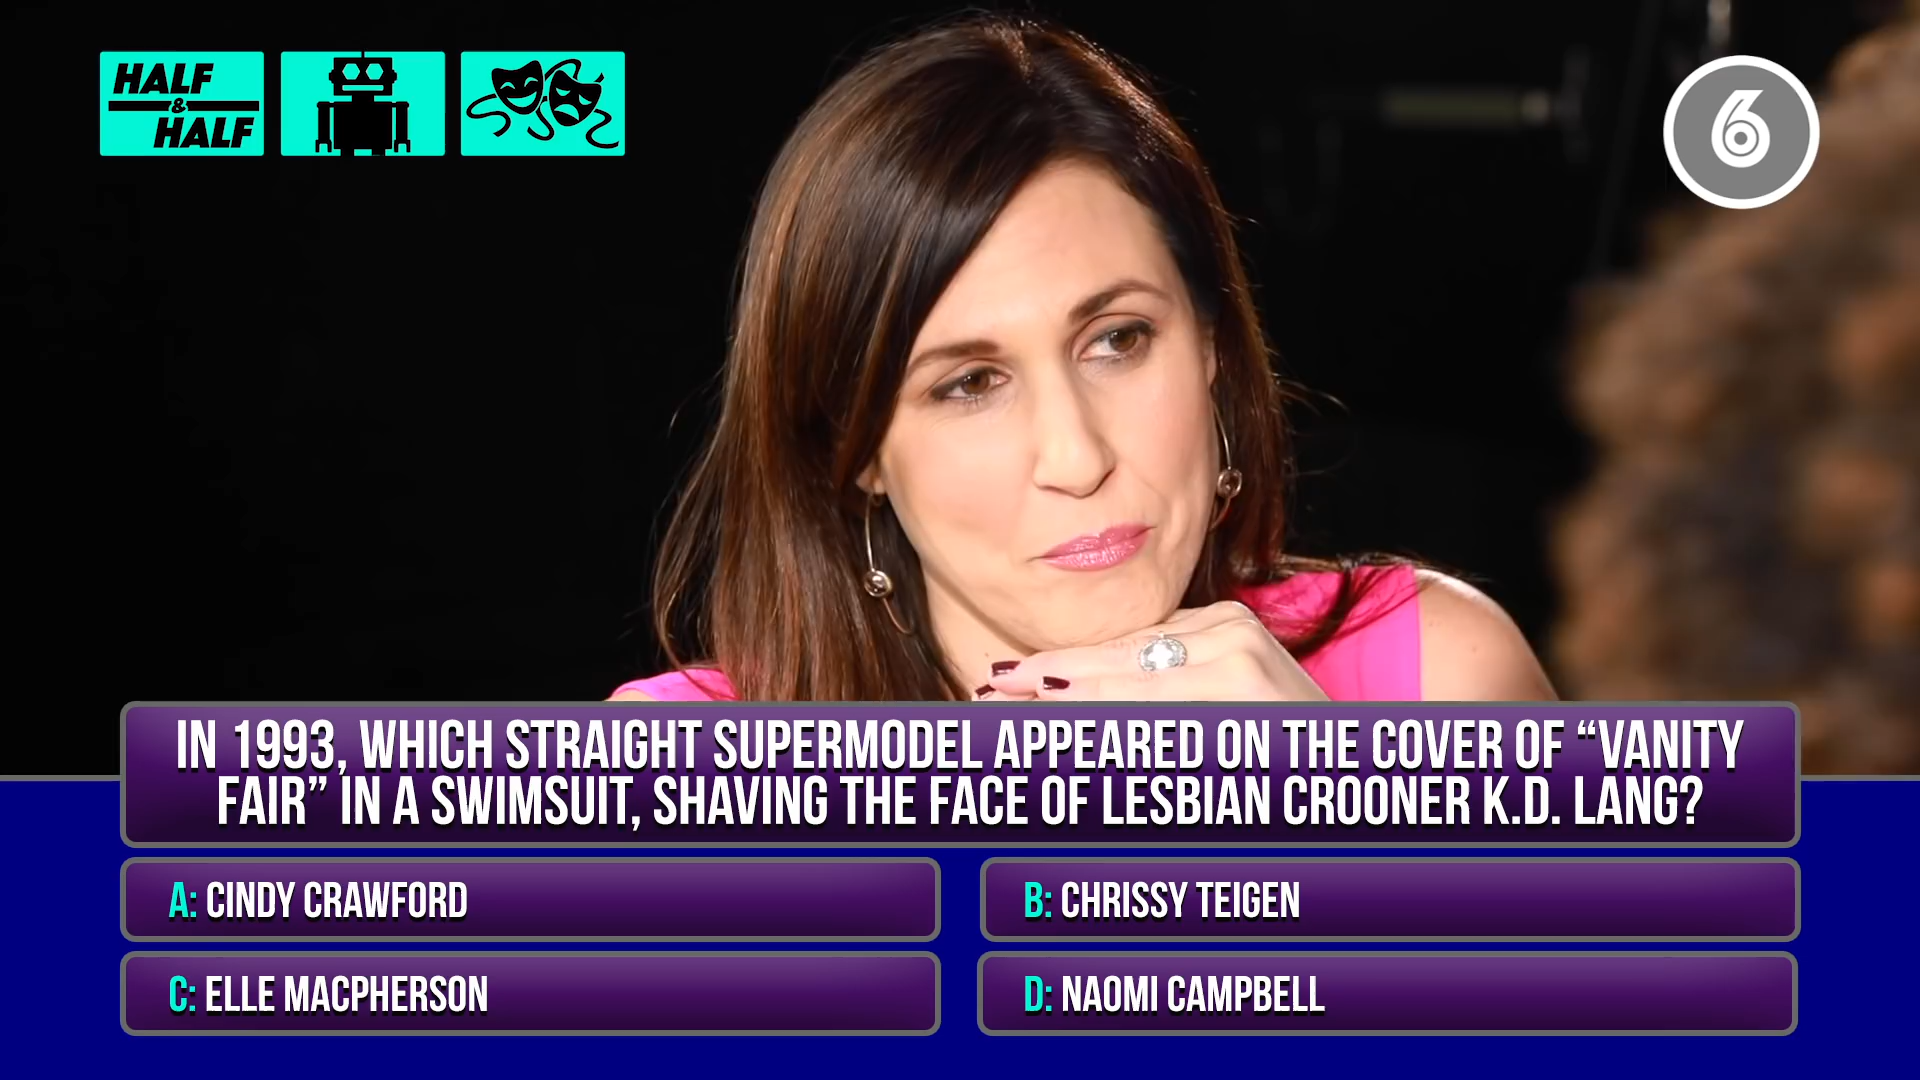 HALF
&
HALF
6
IN 1993, WHICH STRAIGHT SUPERMODEL APPEARED ON THE COVER OF “VANITY
FAIR” IN A SWIMSUIT, SHAVING THE FACE OF LESBIAN CROONER K.D. LANG?
A: CINDY CRAWFORD
B: CHRISSY TEIGEN
C: ELLE MACPHERSON
D: NAOMI CAMPBELL